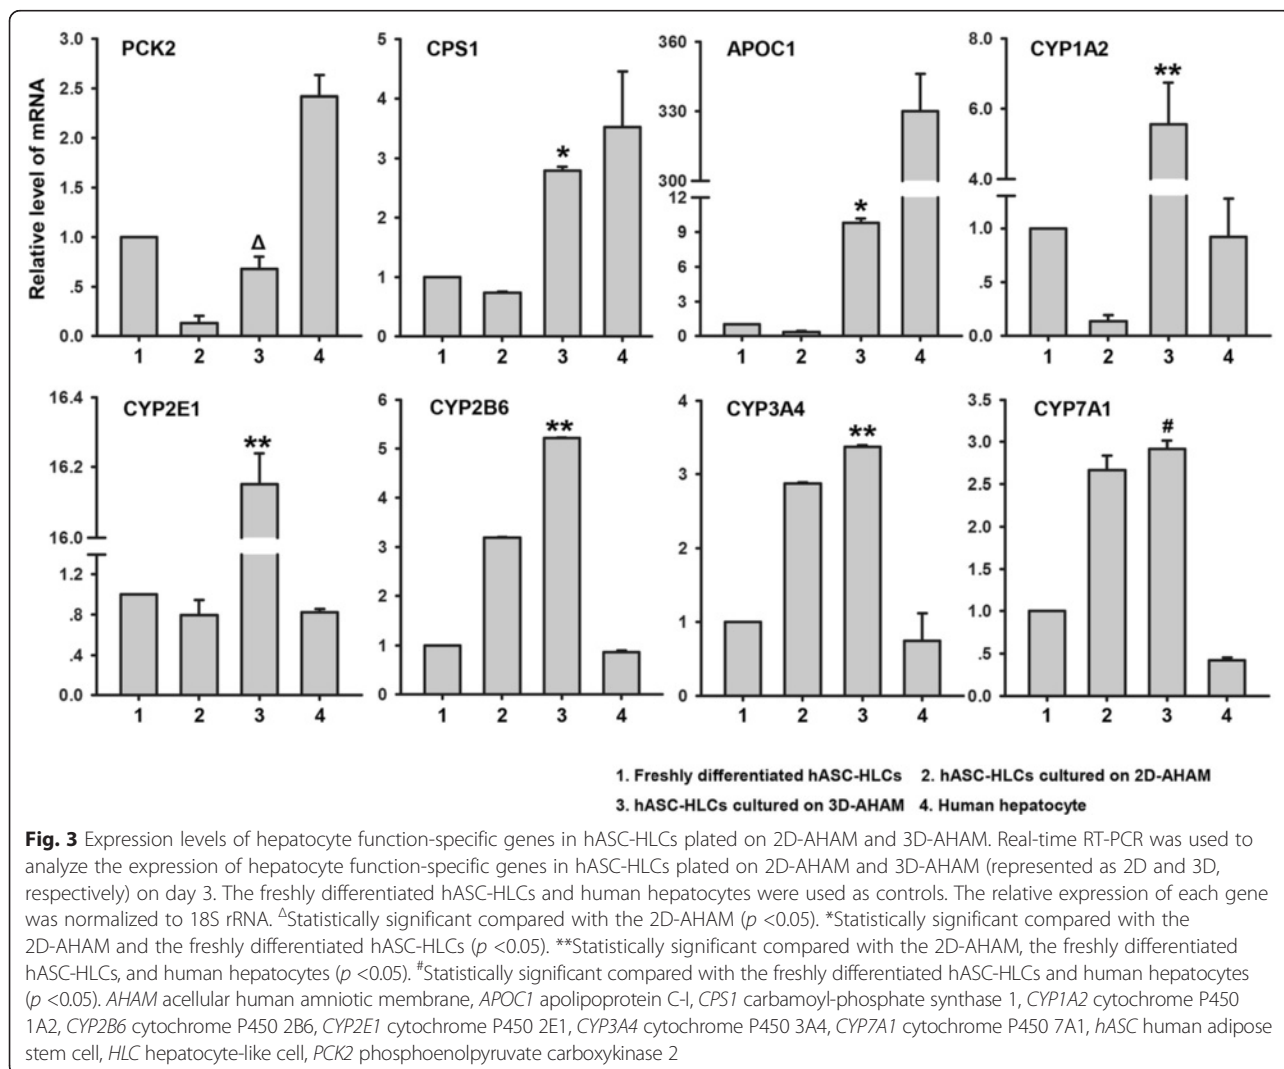 PCK2
CPS1
APOC1
CYP1A2
Relative level of mRNA
3.0
2.5
2.0
1.5
1.0
.5
0.0
Δ
1 2 3 4
5
4
3
2
1
0
*
1 2 3 4
360
330
300
12
9
6
3
0
*
1 2 3 4
8.0
6.0
4.0
1.0
.5
0.0
**
1 2 3 4
CYP2E1
CYP2B6
CYP3A4
CYP7A1
16.4
16.2
16.0
1.2
.8
.4
0.0
**
1 2 3 4
6
5
4
3
2
1
0
**
1 2 3 4
4
3
2
1
0
**
1 2 3 4
3.5
3.0
2.5
2.0
1.5
1.0
.5
0.0
#
1 2 3 4
1. Freshly differentiated hASC-HLCs 2. hASC-HLCs cultured on 2D-AHAM
3. hASC-HLCs cultured on 3D-AHAM 4. Human hepatocyte
Fig. 3 Expression levels of hepatocyte function-specific genes in hASC-HLCs plated on 2D-AHAM and 3D-AHAM. Real-time RT-PCR was used to
analyze the expression of hepatocyte function-specific genes in hASC-HLCs plated on 2D-AHAM and 3D-AHAM (represented as 2D and 3D,
respectively) on day 3. The freshly differentiated hASC-HLCs and human hepatocytes were used as controls. The relative expression of each gene
was normalized to 18S rRNA. ΔStatistically significant compared with the 2D-AHAM (p <0.05). *Statistically significant compared with the
2D-AHAM and the freshly differentiated hASC-HLCs (p <0.05). **Statistically significant compared with the 2D-AHAM, the freshly differentiated
hASC-HLCs, and human hepatocytes (p <0.05). #Statistically significant compared with the freshly differentiated hASC-HLCs and human hepatocytes
(p <0.05). AHAM acellular human amniotic membrane, APOC1 apolipoprotein C-I, CPS1 carbamoyl-phosphate synthase 1, CYP1A2 cytochrome P450
1A2, CYP2B6 cytochrome P450 2B6, CYP2E1 cytochrome P450 2E1, CYP3A4 cytochrome P450 3A4, CYP7A1 cytochrome P450 7A1, hASC human adipose
stem cell, HLC hepatocyte-like cell, PCK2 phosphoenolpyruvate carboxykinase 2